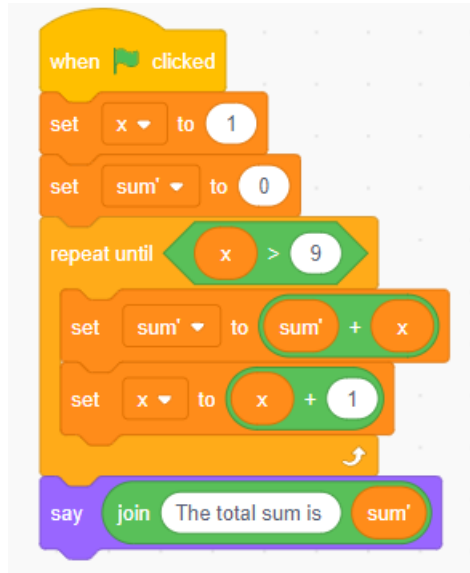 when clicked
set x to 1
set sum' to 0
repeat until x > 9
set sum' to sum' + x
set x to x + 1
say join The total sum is sum'